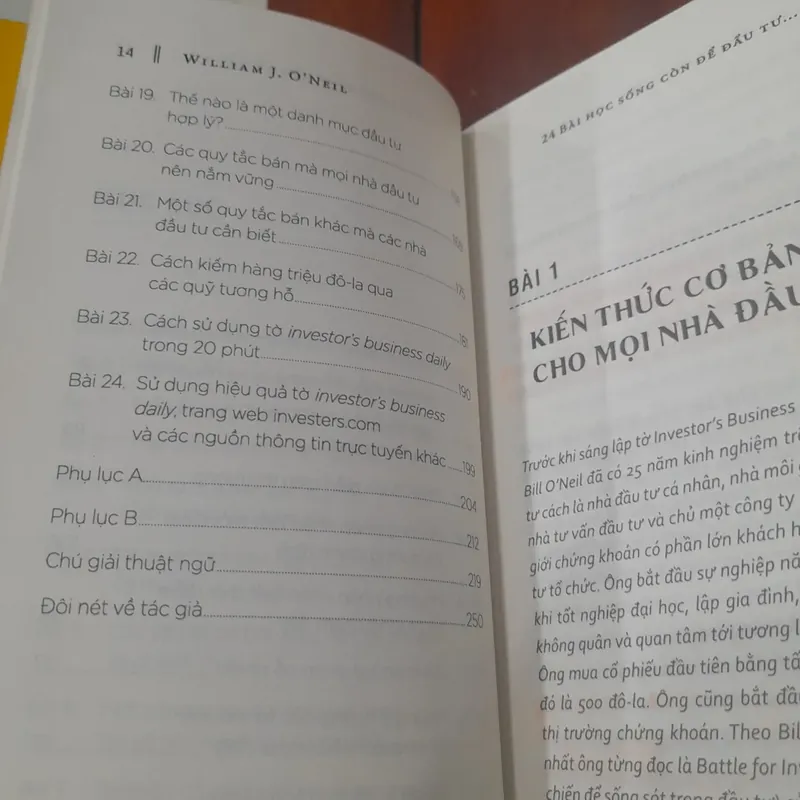 14 || WILLIAM J. O'NEIL
Bài 19. Thế nào là một danh mục đầu tư
hợp lý?
Bài 20. Các quy tắc bán mà mọi nhà đầu tư
nên nắm vững
Bài 21. Một số quy tắc bán khác mà các nhà
đầu tư cần biết 175
Bài 22. Cách kiếm hàng triệu đô-la qua
các quỹ tương hỗ 181
Bài 23. Cách sử dụng tờ investor's business daily
trong 20 phút 190
Bài 24. Sử dụng hiệu quả tờ investor's business
daily, trang web investers.com
và các nguồn thông tin trực tuyến khác 199
Phụ lục A 204
Phụ lục B 212
Chú giải thuật ngữ 219
Đôi nét về tác giả 250
24 BÀI HỌC SỐNG CÒN ĐỂ ĐẦU TƯ...
BÀI 1
KIẾN THỨC CƠ BẢN
CHO MỌI NHÀ ĐẦU
Trước khi sáng lập tờ Investor's Business
Bill O'Neil đã có 25 năm kinh nghiệm
tư cách là nhà đầu tư cá nhân, nhà môi
nhà tư vấn đầu tư và chủ một công ty
giới chứng khoán có phần lớn khách
tư tổ chức. Ông bắt đầu sự nghiệp
khi tốt nghiệp đại học, lập gia đình,
không quân và quan tâm tới tương
Ông mua cổ phiếu đầu tiên bằng
đó là 500 đô-la. Ông cũng bắt
thị trường chứng khoán. Theo Bil
nhất ông từng đọc là Battle for
chiến để sống sót trong đầu tư)